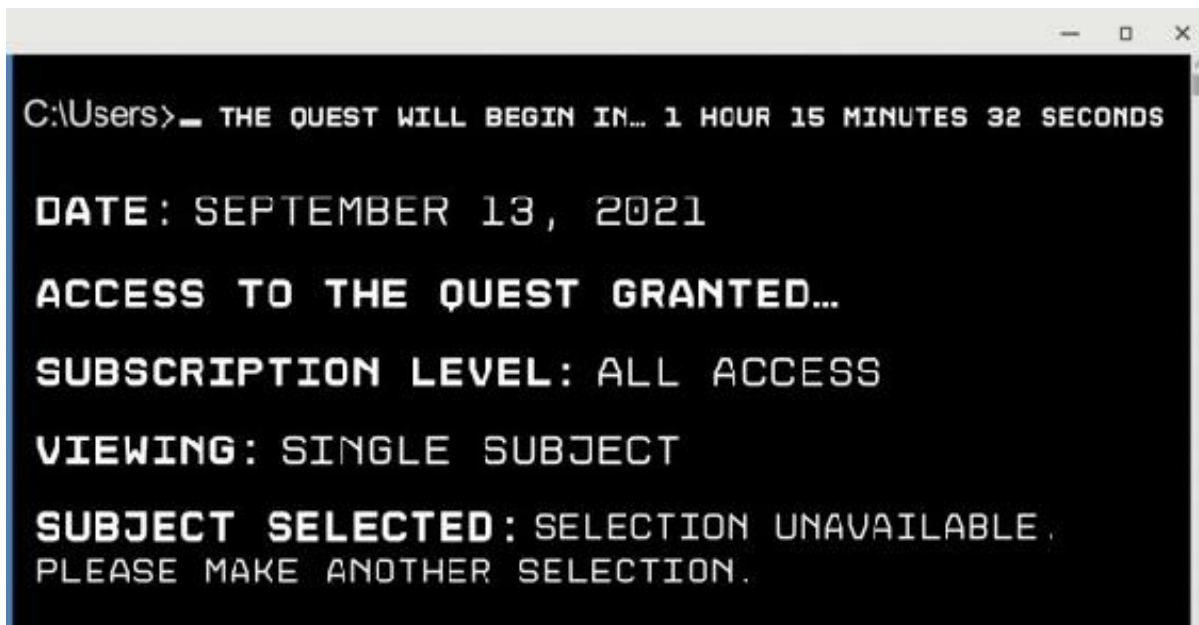 C:\Users>_ THE QUEST WILL BEGIN IN… 1 HOUR 15 MINUTES 32 SECONDS
DATE: SEPTEMBER 13, 2021
ACCESS TO THE QUEST GRANTED…
SUBSCRIPTION LEVEL: ALL ACCESS
VIEWING: SINGLE SUBJECT
SUBJECT SELECTED: SELECTION UNAVAILABLE.
PLEASE MAKE ANOTHER SELECTION.